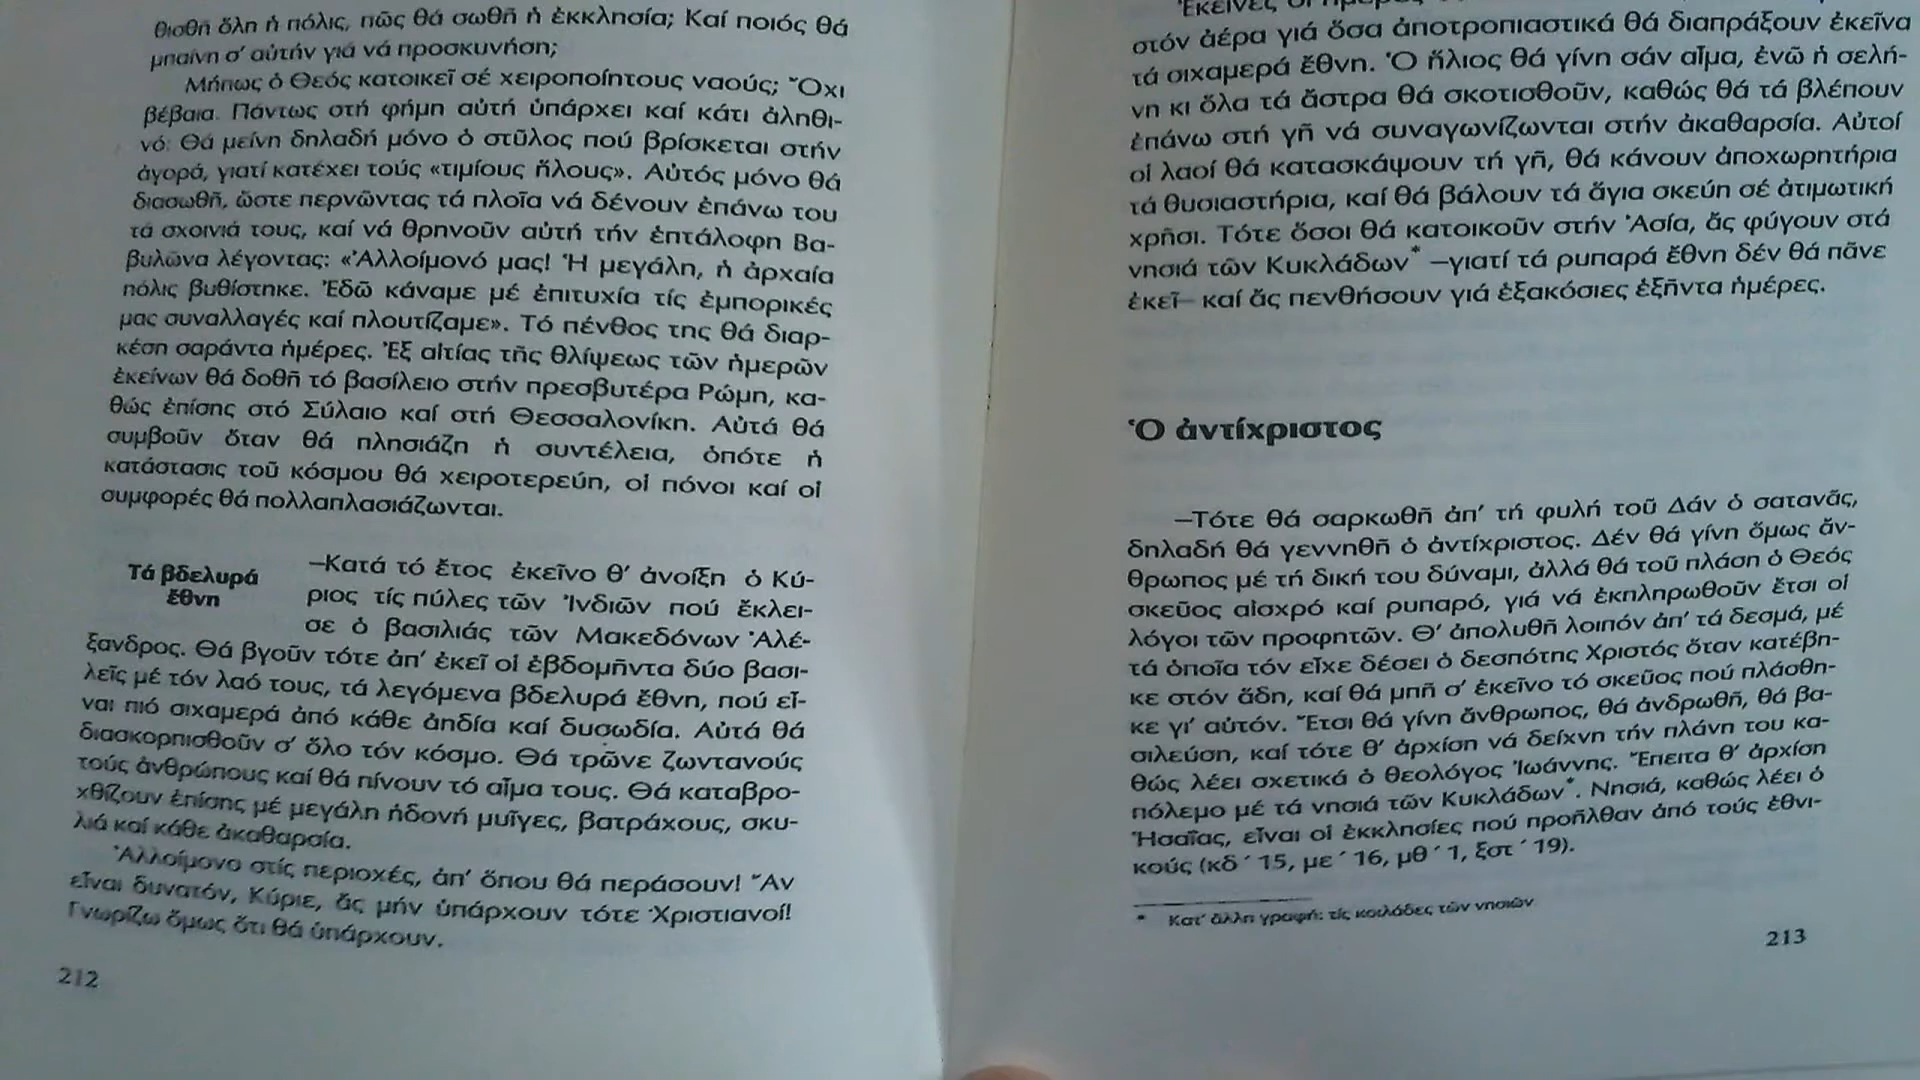 θισθῆ ὅλη ἡ πόλις, πῶς θά σωθῆ ἡ ἐκκλησία; Καί ποιός θά
μπαίνη σ’ αὐτήν γιά νά προσκυνήση;
Μήπως ὁ Θεός κατοικεῖ σέ χειροποίητους ναούς; Ὄχι
βέβαια. Πάντως στή φήμη αὐτή ὑπάρχει καί κάτι ἀληθι-
νό: Θά μείνη δηλαδή μόνο ὁ στῦλος πού βρίσκεται στήν
ἀγορά, γιατί κατέχει τούς «τιμίους ἥλους». Αὐτός μόνο θά
διασωθῆ, ὥστε περνῶντας τά πλοῖα νά δένουν ἐπάνω του
τά σχοινιά τους, καί νά θρηνοῦν αὐτή τήν ἑπτάλοφη Βα-
βυλῶνα λέγοντας: «Ἀλλοίμονό μας! Ἡ μεγάλη, ἡ ἀρχαία
πόλις βυθίστηκε. Ἐδῶ κάναμε μέ ἐπιτυχία τίς ἐμπορικές
μας συναλλαγές καί πλουτίζαμε». Τό πένθος της θά διαρ-
κέση σαράντα ἡμέρες. Ἐξ αἰτίας τῆς θλίψεως τῶν ἡμερῶν
ἐκείνων θά δοθῆ τό βασίλειο στήν πρεσβυτέρα Ρώμη, κα-
θώς ἐπίσης στό Σύλαιο καί στή Θεσσαλονίκη. Αὐτά θά
συμβοῦν ὅταν θά πλησιάζη ἡ συντέλεια, ὁπότε ἡ
κατάστασις τοῦ κόσμου θά χειροτερεύη, οἱ πόνοι καί οἱ
συμφορές θά πολλαπλασιάζωνται.
Τά βδελυρά
ἔθνη
–Κατά τό ἔτος ἐκεῖνο θ’ ἀνοίξη ὁ Κύ-
ριος τίς πύλες τῶν Ἰνδιῶν πού ἔκλει-
σε ὁ βασιλιάς τῶν Μακεδόνων Ἀλέ-
ξανδρος. Θά βγοῦν τότε ἀπ’ ἐκεῖ οἱ ἑβδομῆντα δύο βασι-
λεῖς μέ τόν λαό τους, τά λεγόμενα βδελυρά ἔθνη, πού εἶ-
ναι πιό σιχαμερά ἀπό κάθε ἀηδία καί δυσωδία. Αὐτά θά
διασκορπισθοῦν σ’ ὅλο τόν κόσμο. Θά τρῶνε ζωντανούς
τούς ἀνθρώπους καί θά πίνουν τό αἷμα τους. Θά καταβρο-
χθίζουν ἐπίσης μέ μεγάλη ἡδονή μυῖγες, βατράχους, σκυ-
λιά καί κάθε ἀκαθαρσία.
Ἀλλοίμονο στίς περιοχές, ἀπ’ ὅπου θά περάσουν! Ἄν
εἶναι δυνατόν, Κύριε, ἄς μήν ὑπάρχουν τότε Χριστιανοί!
Γνωρίζω ὅμως ὅτι θά ὑπάρχουν.
212
Ἐκεῖνες οἱ ἡμέρες
στόν ἀέρα γιά ὅσα ἀποτροπιαστικά θά διαπράξουν ἐκεῖνα
τά σιχαμερά ἔθνη. Ὁ ἥλιος θά γίνη σάν αἷμα, ἐνῶ ἡ σελή-
νη κι ὅλα τά ἄστρα θά σκοτισθοῦν, καθώς θά τά βλέπουν
ἐπάνω στή γῆ νά συναγωνίζωνται στήν ἀκαθαρσία. Αὐτοί
οἱ λαοί θά κατασκάψουν τή γῆ, θά κάνουν ἀποχωρητήρια
τά θυσιαστήρια, καί θά βάλουν τά ἅγια σκεύη σέ ἀτιμωτική
χρῆσι. Τότε ὅσοι θά κατοικοῦν στήν Ἀσία, ἄς φύγουν στά
νησιά τῶν Κυκλάδων* –γιατί τά ρυπαρά ἔθνη δέν θά πᾶνε
ἐκεῖ– καί ἄς πενθήσουν γιά ἑξακόσιες ἑξῆντα ἡμέρες.
Ὁ ἀντίχριστος
–Τότε θά σαρκωθῆ ἀπ’ τή φυλή τοῦ Δάν ὁ σατανᾶς,
δηλαδή θά γεννηθῆ ὁ ἀντίχριστος. Δέν θά γίνη ὅμως ἄν-
θρωπος μέ τή δική του δύναμι, ἀλλά θά τοῦ πλάση ὁ Θεός
σκεῦος αἰσχρό καί ρυπαρό, γιά νά ἐκπληρωθοῦν ἔτσι οἱ
λόγοι τῶν προφητῶν. Θ’ ἀπολυθῆ λοιπόν ἀπ’ τά δεσμά, μέ
τά ὁποῖα τόν εἶχε δέσει ὁ δεσπότης Χριστός ὅταν κατέβη-
κε στόν ἅδη, καί θά μπῆ σ’ ἐκεῖνο τό σκεῦος πού πλάσθη-
κε γι’ αὐτόν. Ἔτσι θά γίνη ἄνθρωπος, θά ἀνδρωθῆ, θά βα-
σιλεύση, καί τότε θ’ ἀρχίση νά δείχνη τήν πλάνη του κα-
θώς λέει σχετικά ὁ θεολόγος Ἰωάννης. Ἔπειτα θ’ ἀρχίση
πόλεμο μέ τά νησιά τῶν Κυκλάδων*. Νησιά, καθώς λέει ὁ
Ἡσαΐας, εἶναι οἱ ἐκκλησίες πού προῆλθαν ἀπό τούς ἐθνι-
κούς (κδ´ 15, με´ 16, μθ´ 1, ξστ´ 19).
* Κατ’ ἄλλη γραφή: τίς κοιλάδες τῶν νησιῶν
213